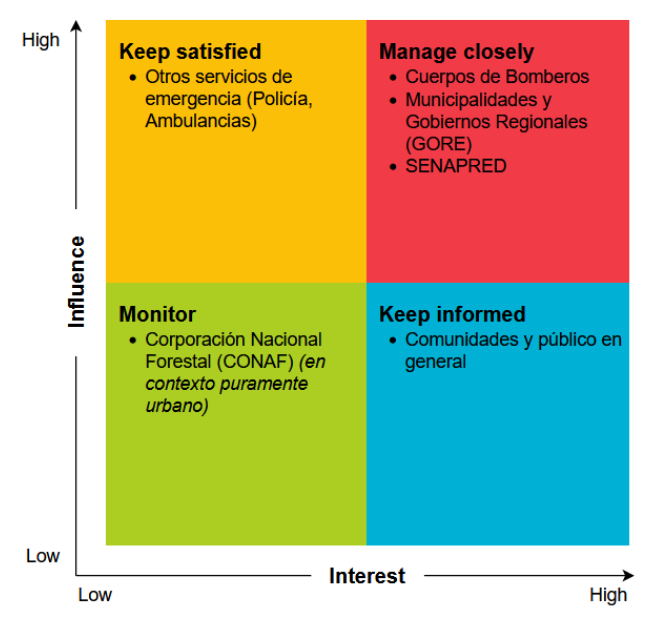 High
Keep satisfied
• Otros servicios de
emergencia (Policía,
Ambulancias)
Manage closely
• Cuerpos de Bomberos
• Municipalidades y
Gobiernos Regionales
(GORE)
• SENAPRED
Influence
Monitor
• Corporación Nacional
Forestal (CONAF) (en
contexto puramente
urbano)
Keep informed
• Comunidades y público en
general
Low
Interest
Low
High